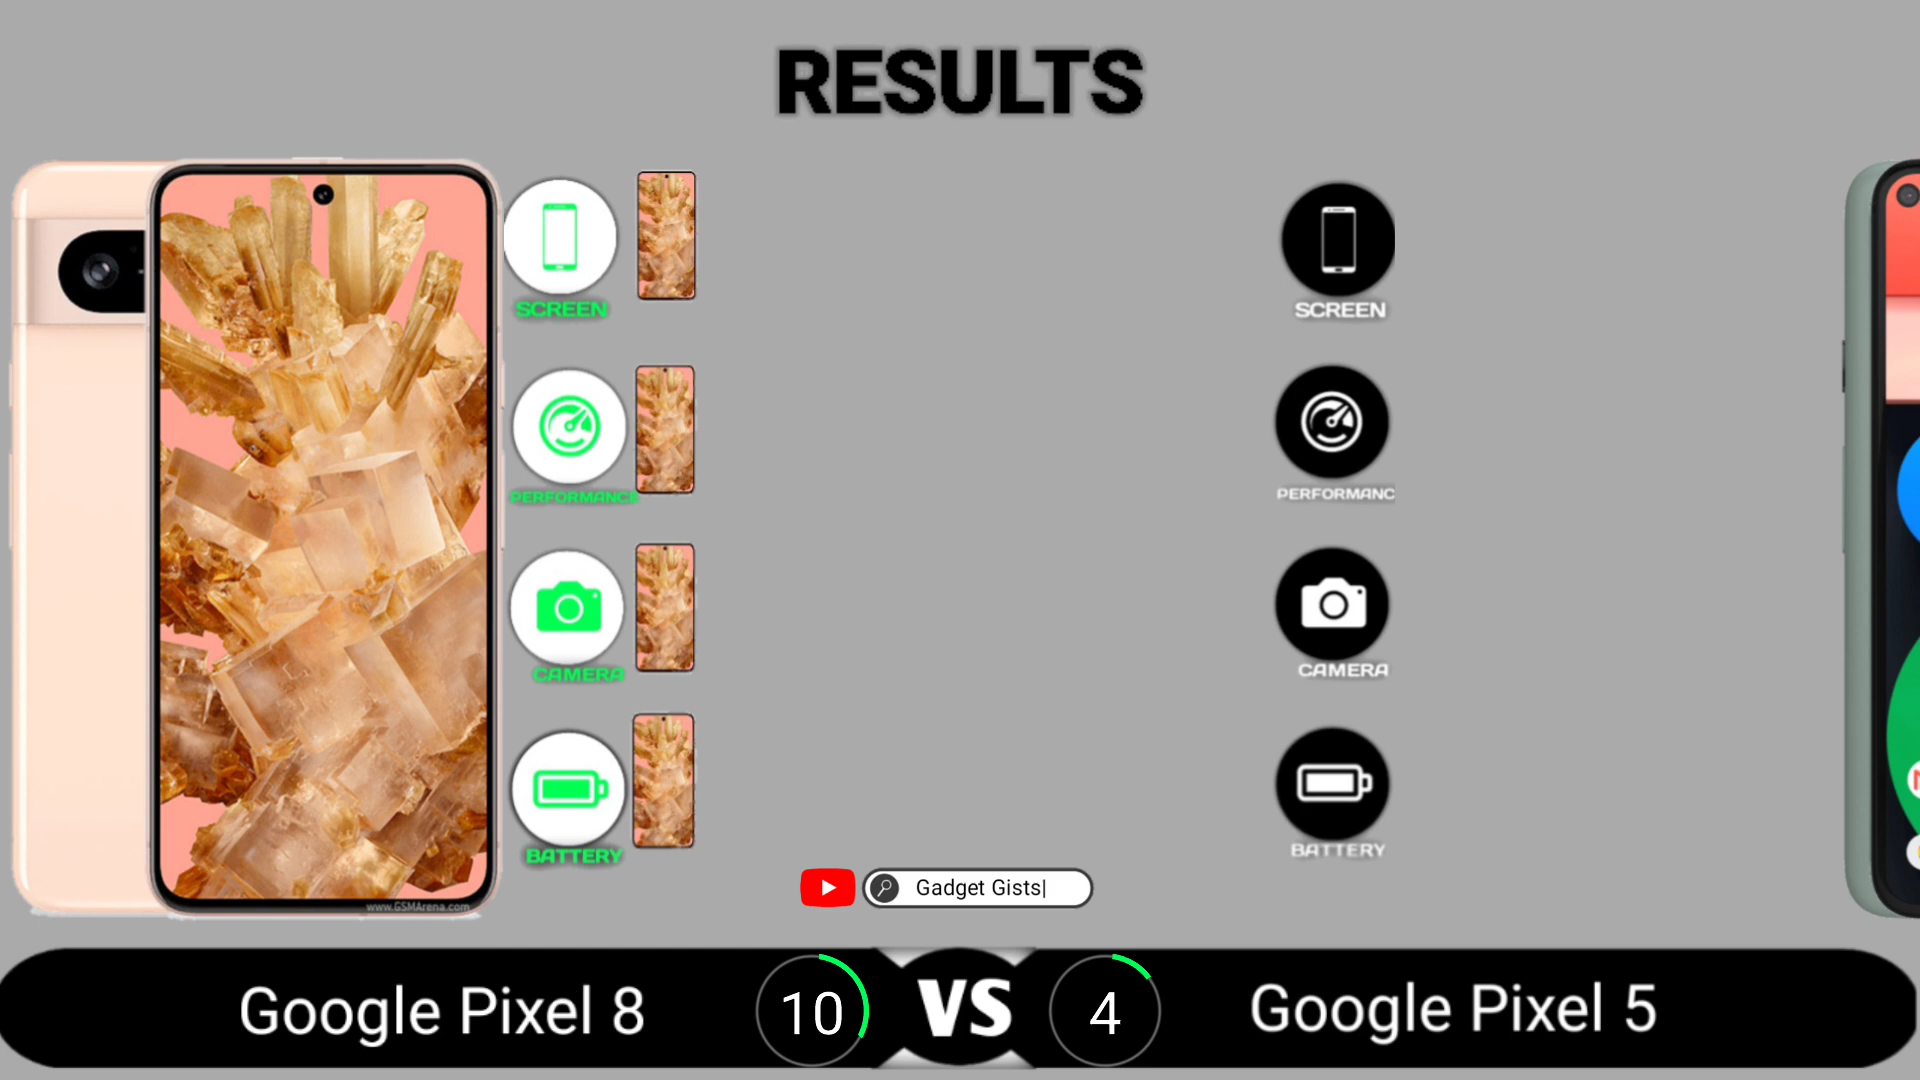 RESULTS
SCREEN
PERFORMANCE
CAMERA
BATTERY
www.GSMArena.com
SCREEN
PERFORMANC
CAMERA
BATTERY
Gadget Gists|
Google Pixel 8
10
VS
4
Google Pixel 5